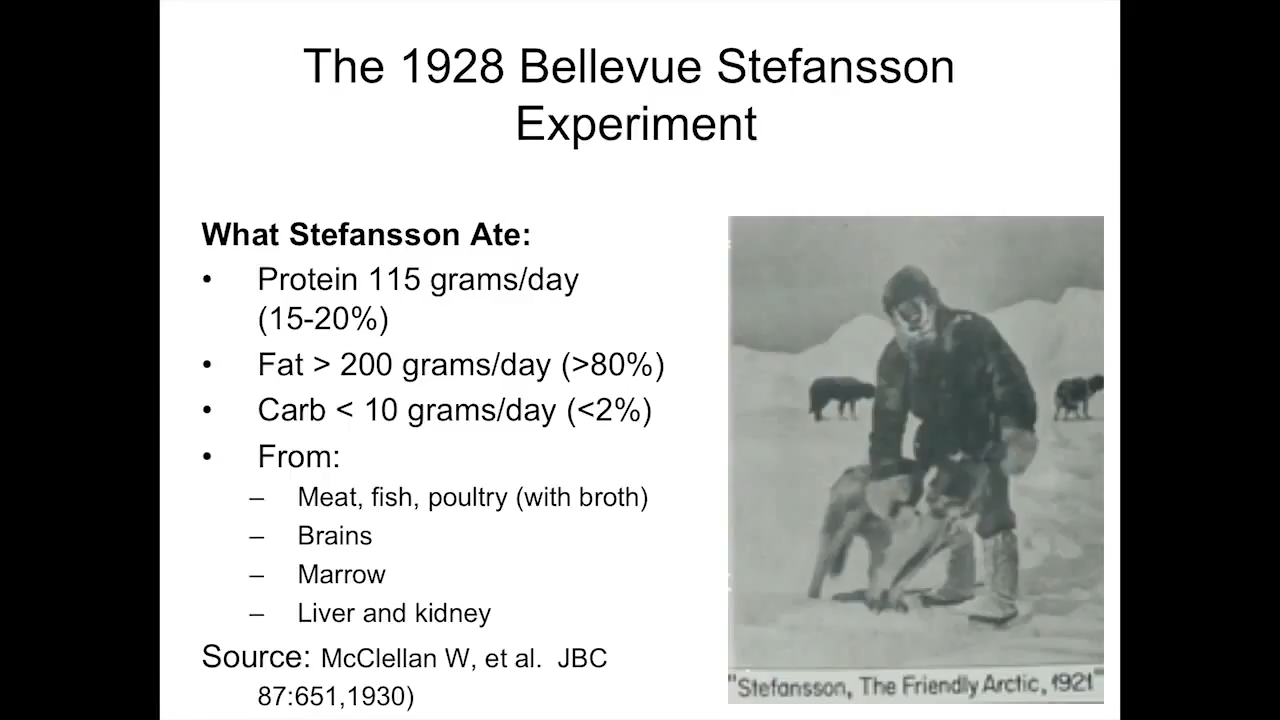 The 1928 Bellevue Stefansson
Experiment
What Stefansson Ate:
• Protein 115 grams/day
(15-20%)
• Fat > 200 grams/day (>80%)
• Carb < 10 grams/day (<2%)
• From:
– Meat, fish, poultry (with broth)
– Brains
– Marrow
– Liver and kidney
Source: McClellan W, et al. JBC
87:651,1930)
"Stefansson, The Friendly Arctic, 1921"